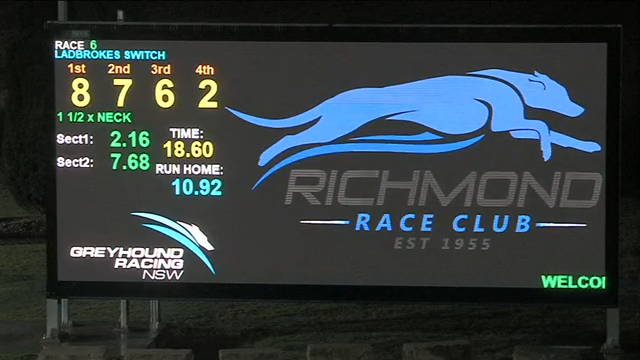 RACE 6
LADBROKES SWITCH
1st 2nd 3rd 4th
8 7 6 2
1 1/2 x NECK
Sect1: 2.16
Sect2: 7.68
TIME:
18.60
RUN HOME:
10.92
GREYHOUND
RACING
NSW
RICHMOND
RACE CLUB
EST 1955
WELCO